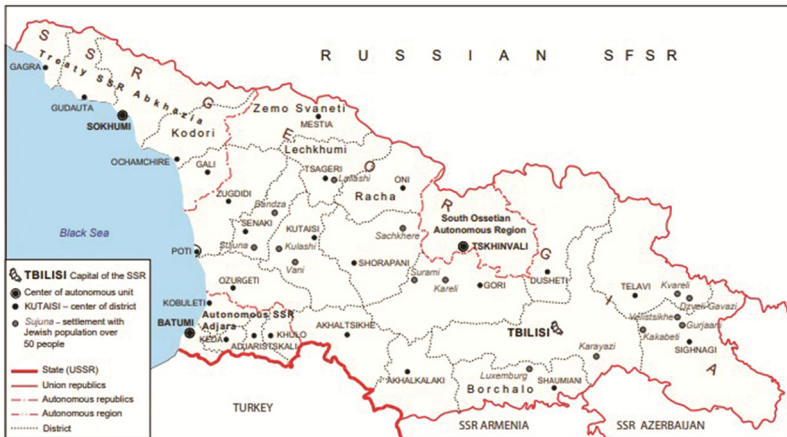 RUSSIAN SFSR
SSR GEORGIA
Treaty SSR Abkhazia
GAGRA
GUDAUTA
SOKHUMI
Kodori
OCHAMCHIRE
GALI
Zemo Svaneti
MESTIA
Lechkhumi
TSAGERI
Lailashi
ONI
Racha
ZUGDIDI
Bandza
SENAKI
KUTAISI
Sachkhere
South Ossetian
Autonomous Region
TSKHINVALI
Black Sea
POTI
Sujuna
Kulashi
Vani
SHORAPANI
Surami
Kareli
GORI
DUSHETI
TELAVI
Kvareli
Dzveli Gavazi
Velistsikhe
Gurjaani
Kakabeti
SIGHNAGI
OZURGETI
KOBULETI
Autonomous SSR
Adjara
BATUMI
KEDA
KHULO
ADJARISTSKALI
AKHALTSIKHE
TBILISI
Karayazi
AKHALKALAKI
Luxemburg
Borchalo
SHAUMIANI
TURKEY
SSR ARMENIA
SSR AZERBAIJAN
TBILISI Capital of the SSR
Center of autonomous unit
KUTAISI – center of district
Sujuna – settlement with
Jewish population over
50 people
State (USSR)
Union republics
Autonomous republics
Autonomous region
District